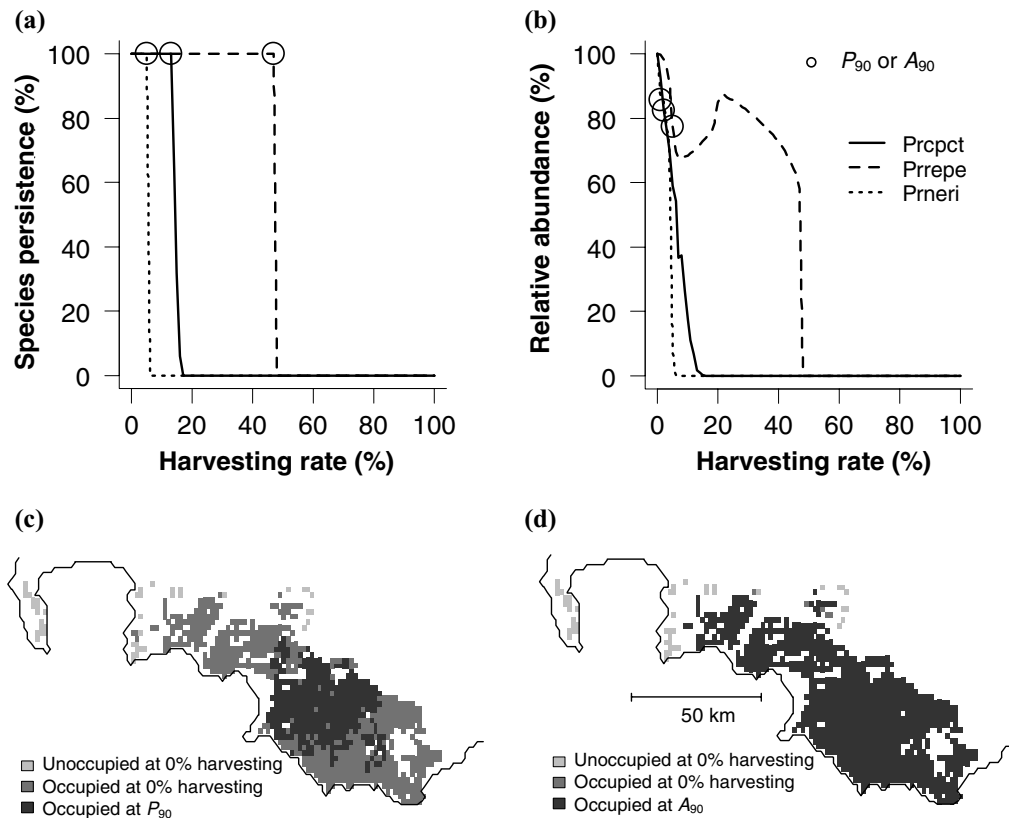 (a)
(b)
Species persistence (%)
100
80
60
40
20
0
0 20 40 60 80 100
Harvesting rate (%)
Relative abundance (%)
100
80
60
40
20
0
0 20 40 60 80 100
Harvesting rate (%)
P90 or A90
Prcpct
Prrepe
Prneri
(c)
(d)
Unoccupied at 0% harvesting
Occupied at 0% harvesting
Occupied at P90
50 km
Unoccupied at 0% harvesting
Occupied at 0% harvesting
Occupied at A90